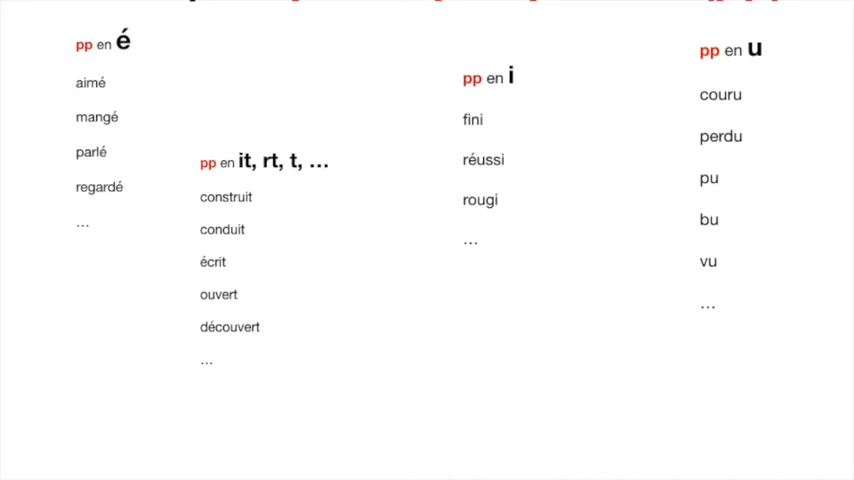 pp en é
aimé
mangé
parlé
regardé
…
pp en it, rt, t, …
construit
conduit
écrit
ouvert
découvert
…
pp en i
fini
réussi
rougi
…
pp en u
couru
perdu
pu
bu
vu
…